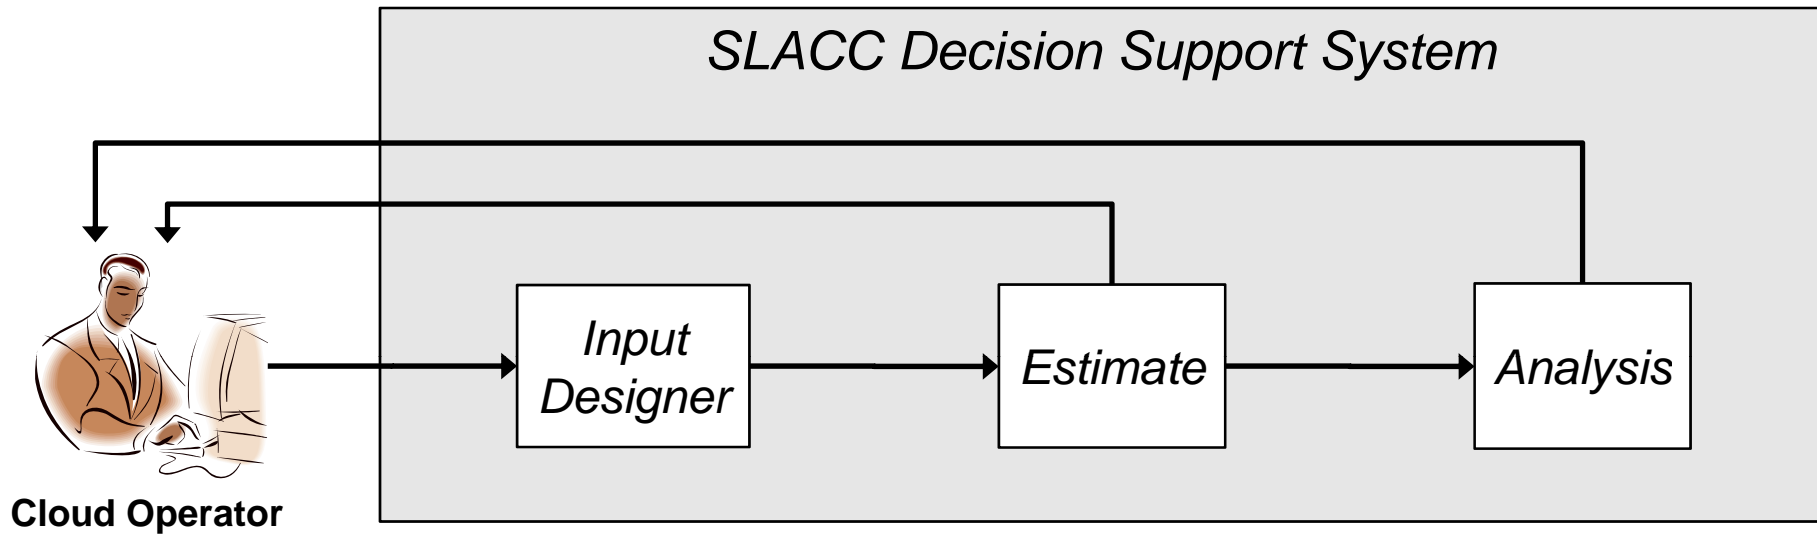 SLACC Decision Support System
Input
Designer
Estimate
Analysis
Cloud Operator